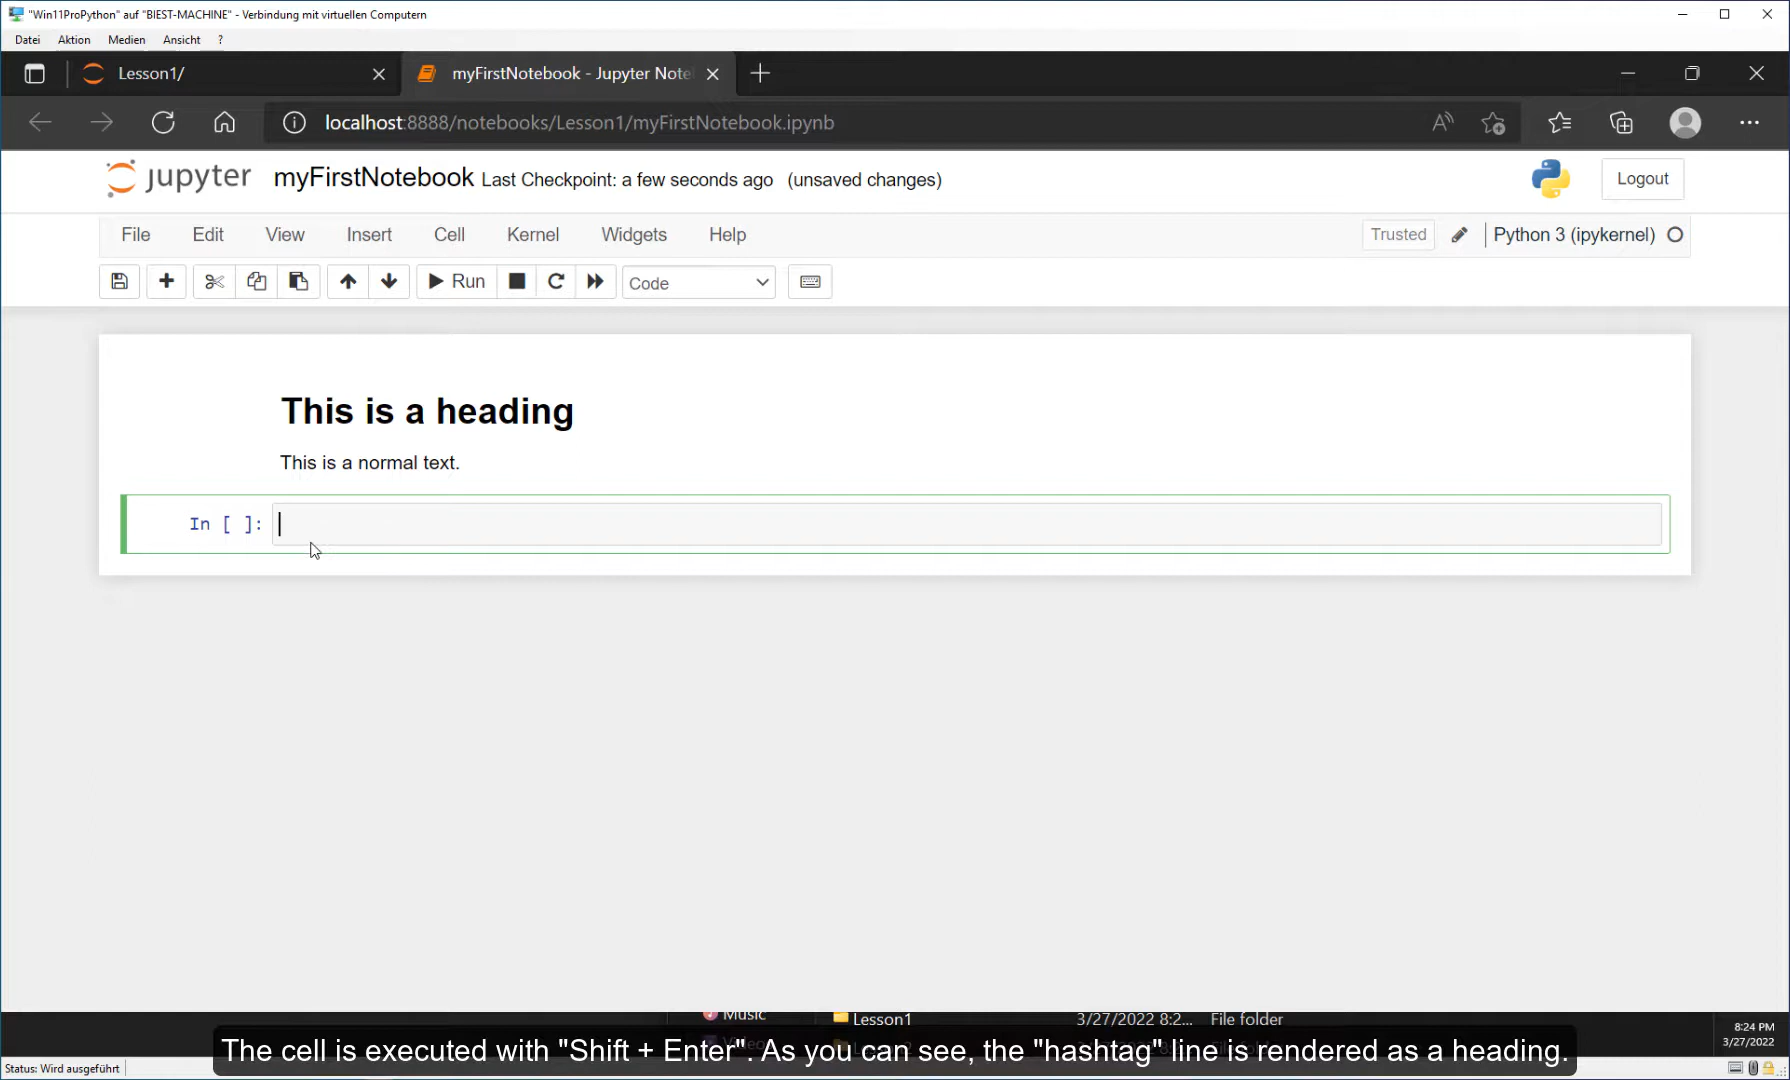 "Win11ProPython" auf "BIEST-MACHINE" - Verbindung mit virtuellen Computern
Datei Aktion Medien Ansicht ?
Lesson1/ myFirstNotebook - Jupyter Note
localhost:8888/notebooks/Lesson1/myFirstNotebook.ipynb
jupyter myFirstNotebook Last Checkpoint: a few seconds ago (unsaved changes) Logout
File Edit View Insert Cell Kernel Widgets Help Trusted Python 3 (ipykernel)
Run Code
This is a heading
This is a normal text.
In [ ]:
Music Lesson1 3/27/2022 8:2... File folder
8:24 PM
The cell is executed with "Shift + Enter". As you can see, the "hashtag" line is rendered as a heading.
3/27/2022
Status: Wird ausgeführt